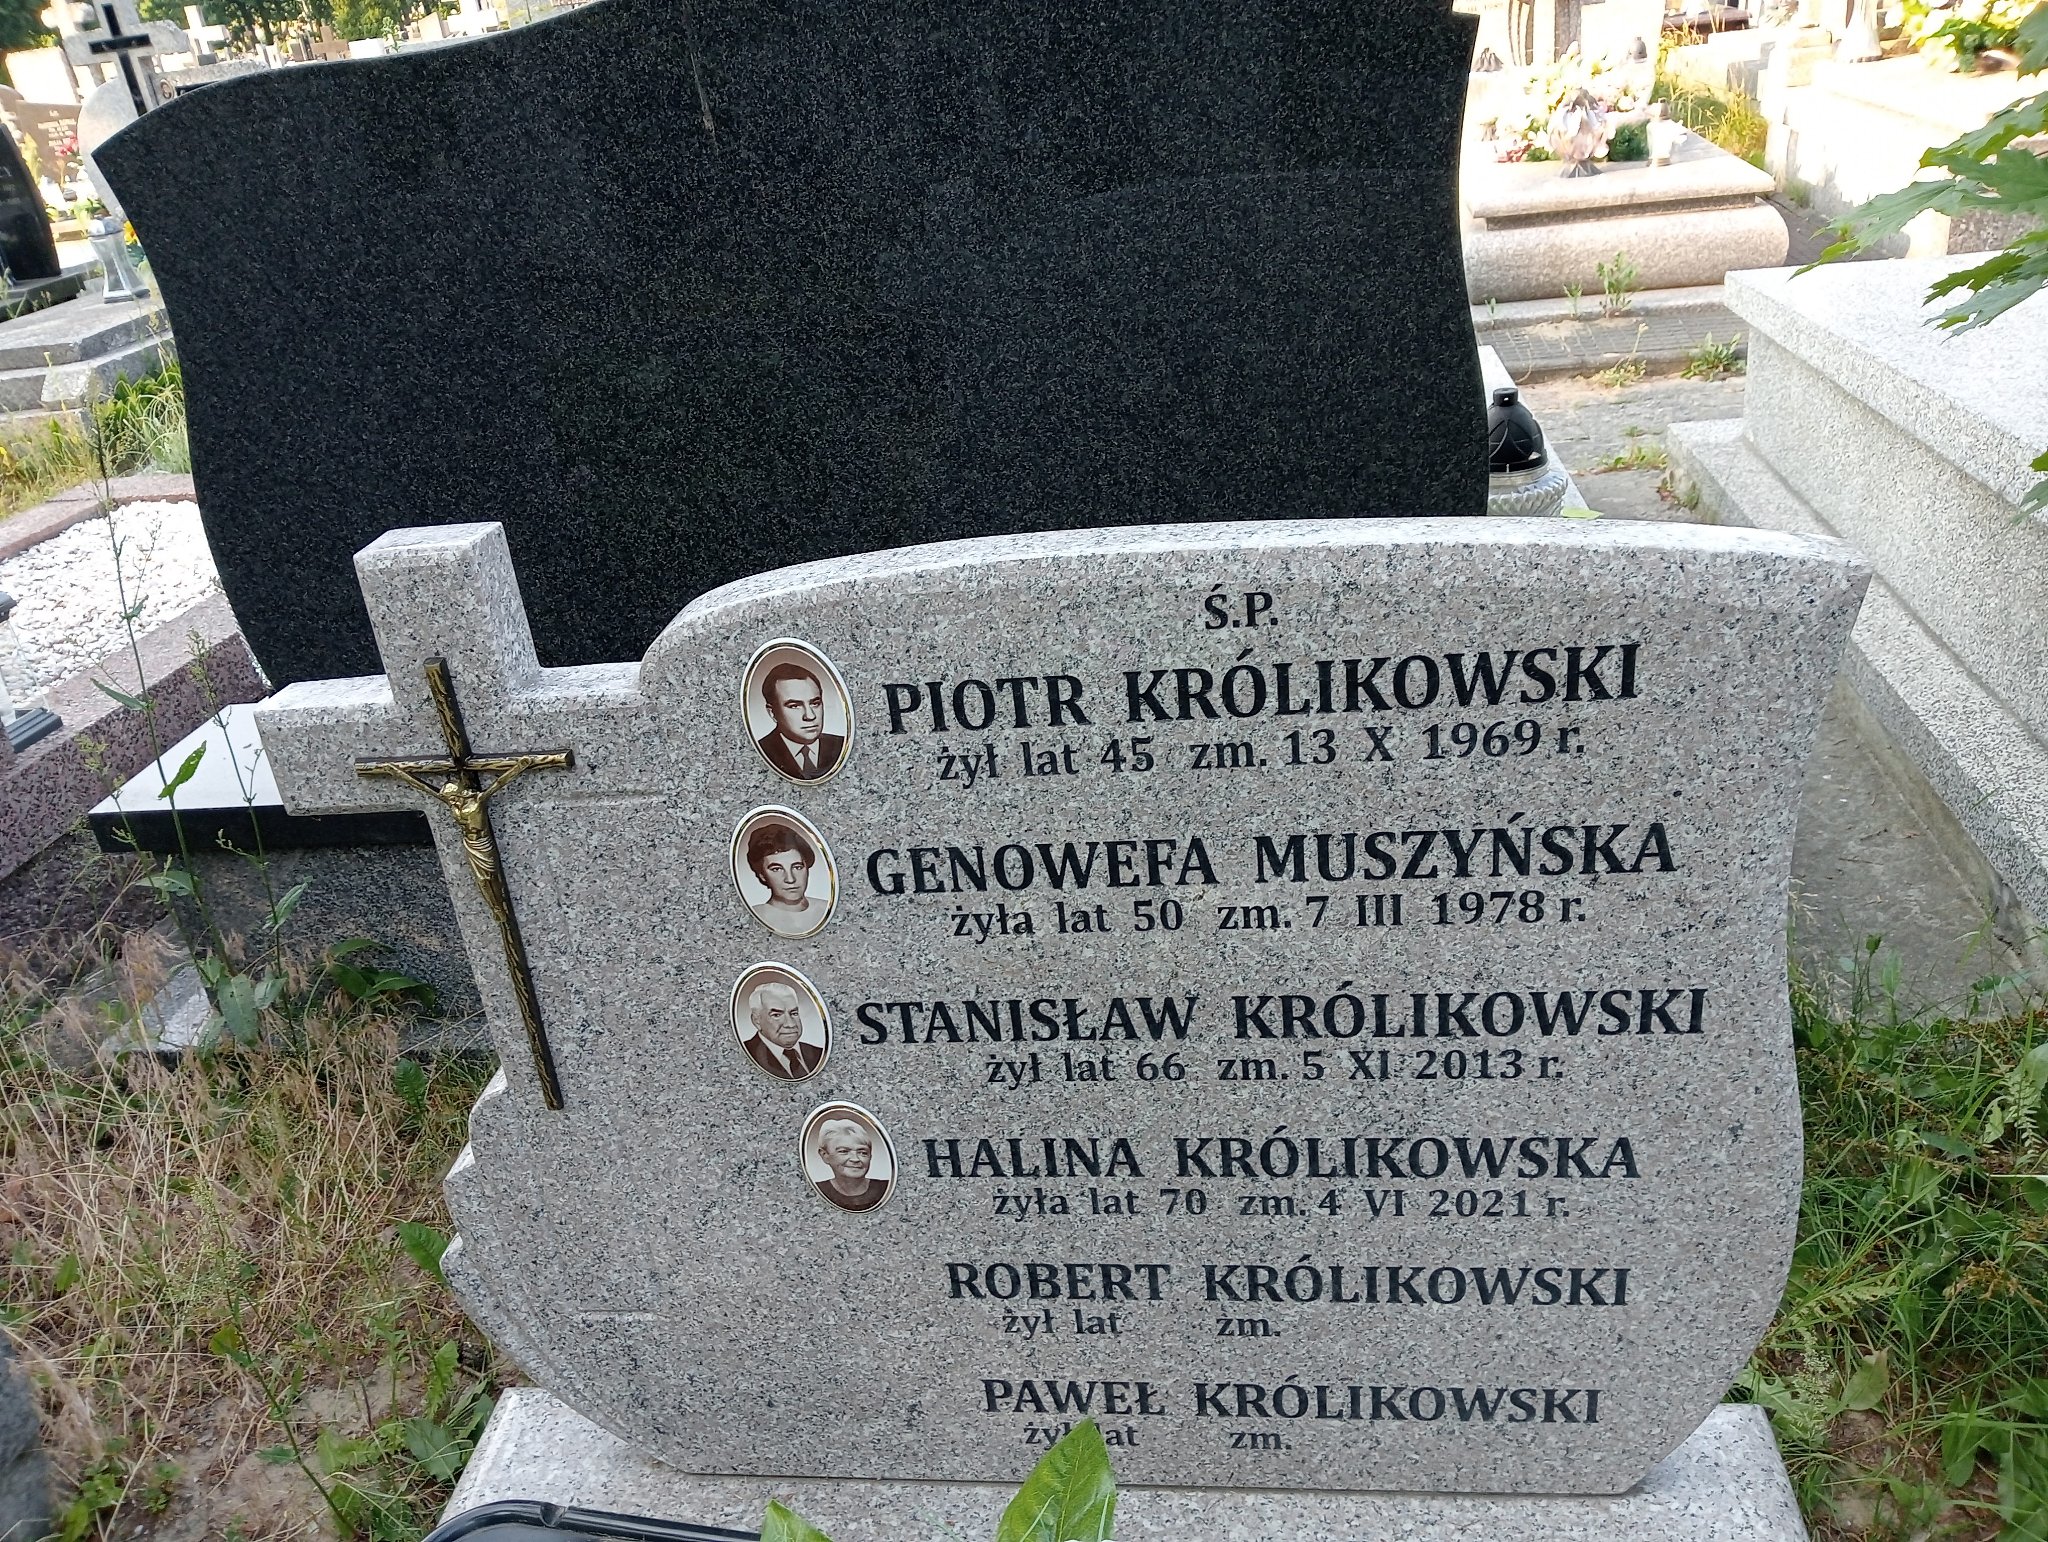 Ś.P.
PIOTR KRÓLIKOWSKI
żył lat 45 zm. 13 X 1969 r.
GENOWEFA MUSZYŃSKA
żyła lat 50 zm. 7 III 1978 r.
STANISŁAW KRÓLIKOWSKI
żył lat 66 zm. 5 XI 2013 r.
HALINA KRÓLIKOWSKA
żyła lat 70 zm. 4 VI 2021 r.
ROBERT KRÓLIKOWSKI
żył lat zm.
PAWEŁ KRÓLIKOWSKI
żył lat zm.